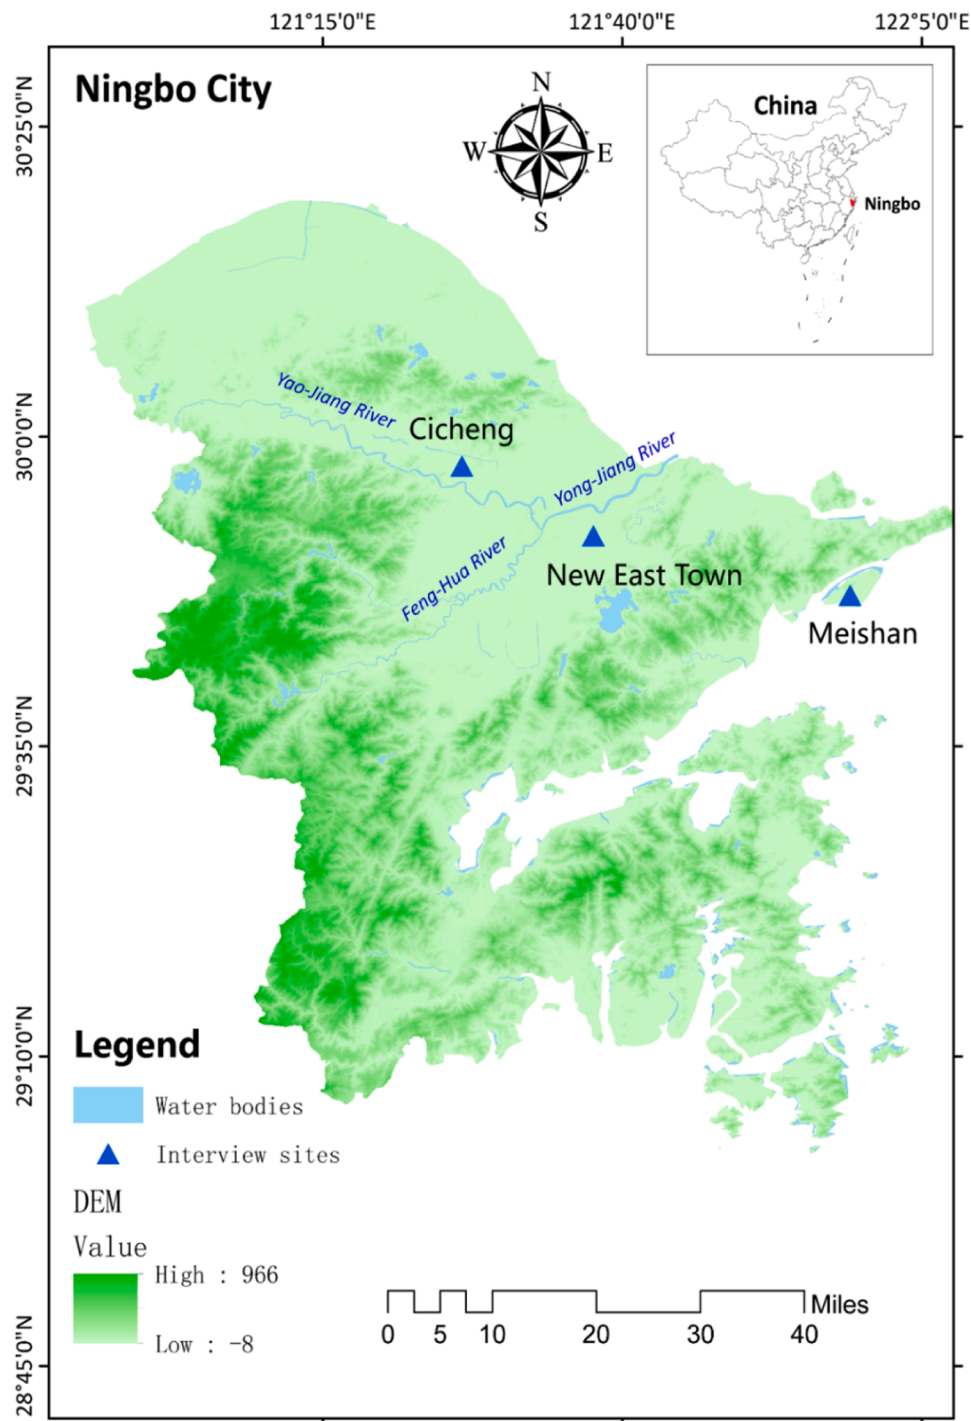 121°15'0"E
121°40'0"E
122°5'0"E
Ningbo City
N
W
E
S
China
Ningbo
30°25'0"N
30°0'0"N
29°35'0"N
29°10'0"N
28°45'0"N
Yao-Jiang River
Cicheng
Yong-Jiang River
Feng-Hua River
New East Town
Meishan
Legend
Water bodies
Interview sites
DEM
Value
High : 966
Low : -8
Miles
0 5 10 20 30 40